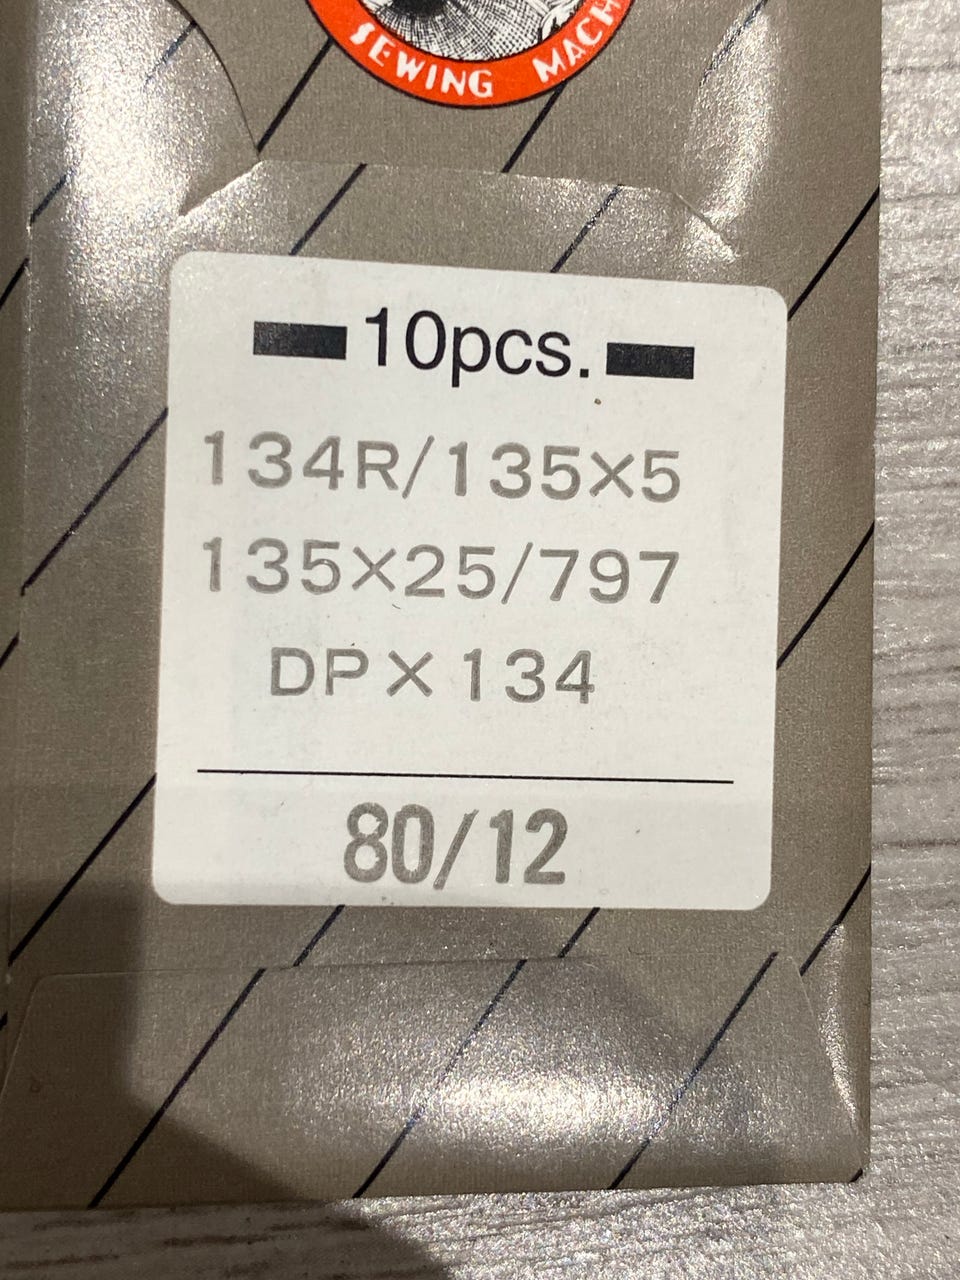 SEWING MACH
10pcs.
134R/135×5
135×25/797
DP×134
80/12